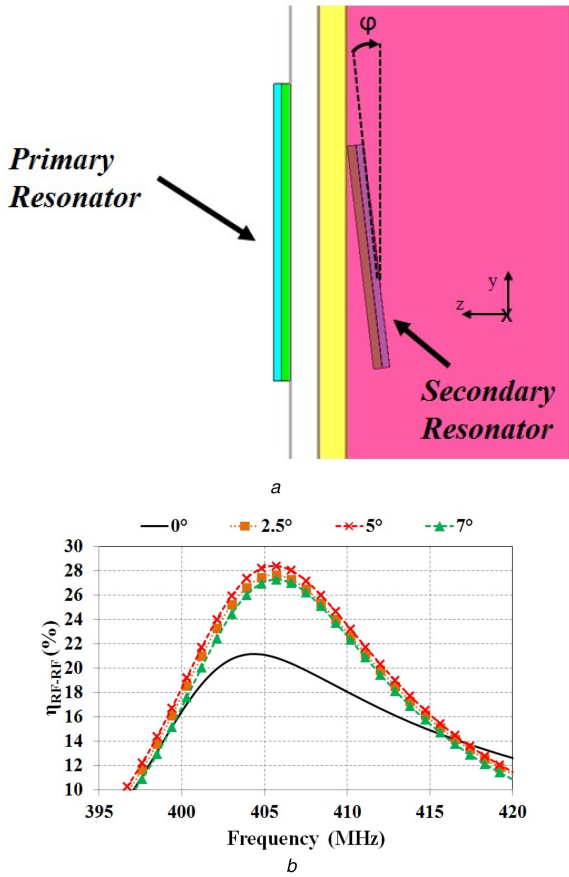 φ
Primary
Resonator
y
z
x
Secondary
Resonator
a
0° 2.5° 5° 7°
30
28
26
24
22
20
18
16
14
12
10
η_RF-RF (%)
395 400 405 410 415 420
Frequency (MHz)
b